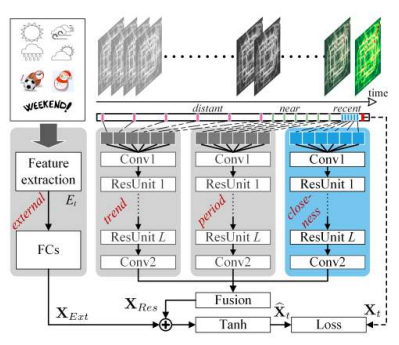 WEEKEND!
time
distant near recent
Feature extraction
E_t
external
FCs
Conv1
ResUnit 1
trend
ResUnit L
Conv2
Conv1
ResUnit 1
period
ResUnit L
Conv2
Conv1
ResUnit 1
close-
ness
ResUnit L
Conv2
Fusion
X_Res
X_Ext
Tanh
X̂_t
Loss
X_t